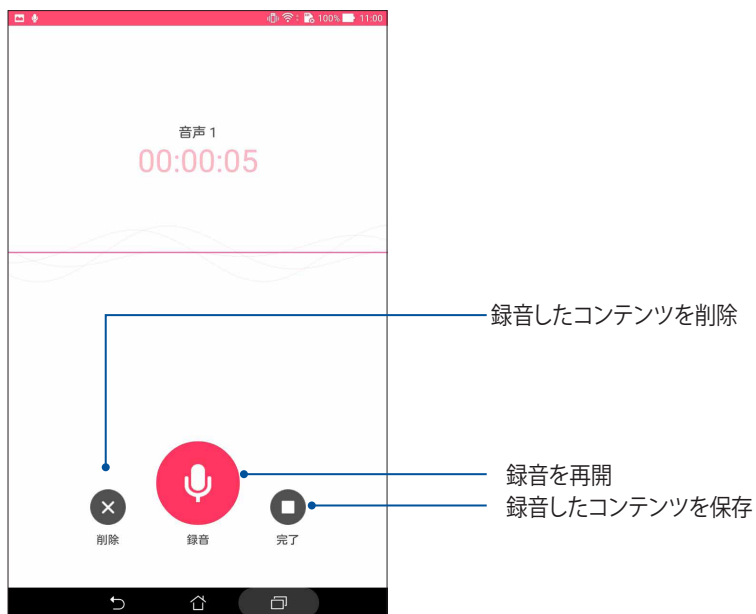 100% 11:00
音声 1
00:00:05
録音したコンテンツを削除
録音を再開
録音したコンテンツを保存
削除
録音
完了